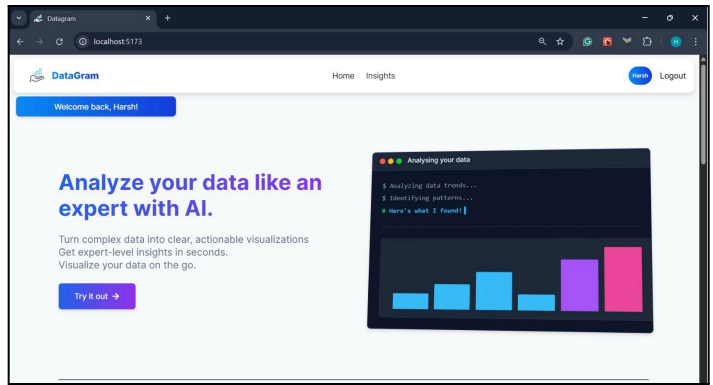 Datagram
localhost:5173
H
DataGram
Home Insights
Harsh Logout
Welcome back, Harsh!
Analysing your data
$ Analyzing data trends...
$ Identifying patterns...
# Here's what I found!
Analyze your data like an
expert with AI.
Turn complex data into clear, actionable visualizations
Get expert-level insights in seconds.
Visualize your data on the go.
Try it out →